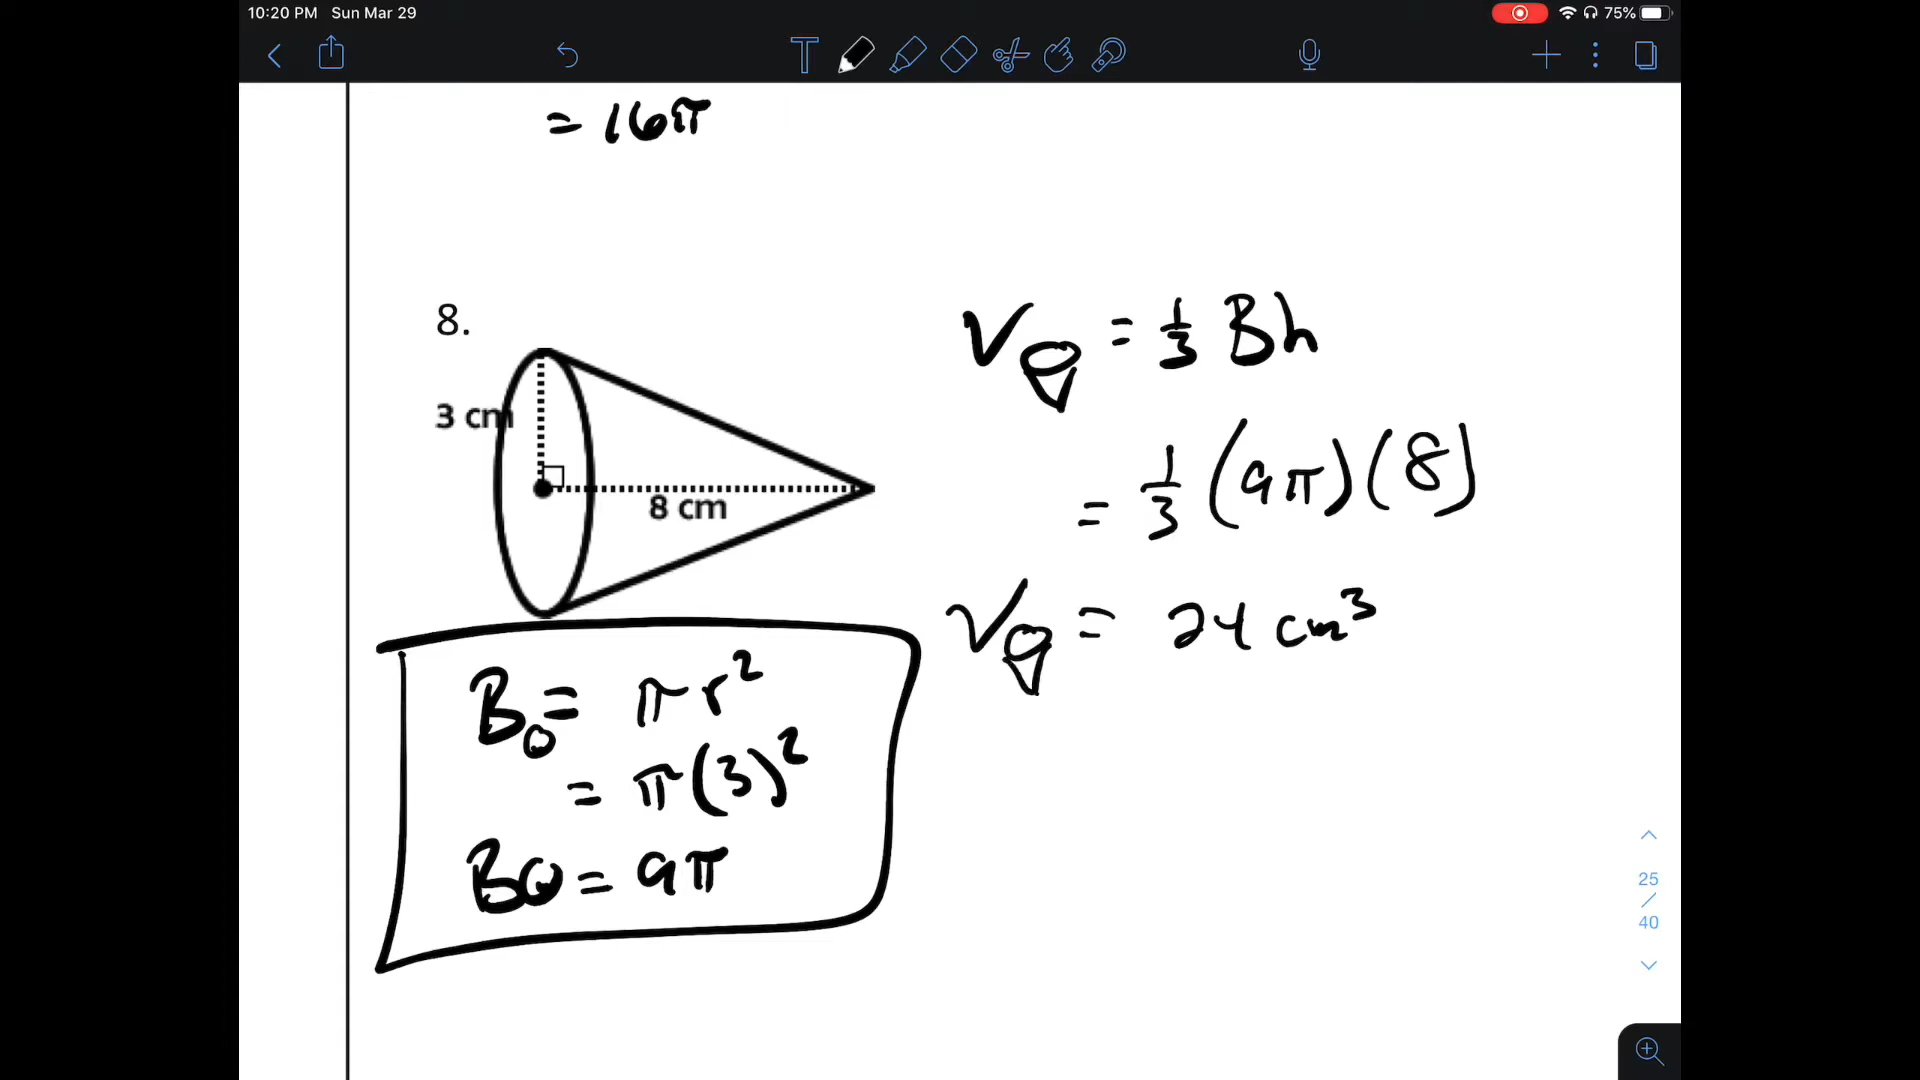 10:20 PM Sun Mar 29
75%
T
= 16π
8.
3 cm
8 cm
V = 1/3 Bh
= 1/3 (9π)(8)
V = 24 cm³
B = πr²
= π(3)²
B = 9π
25
/
40